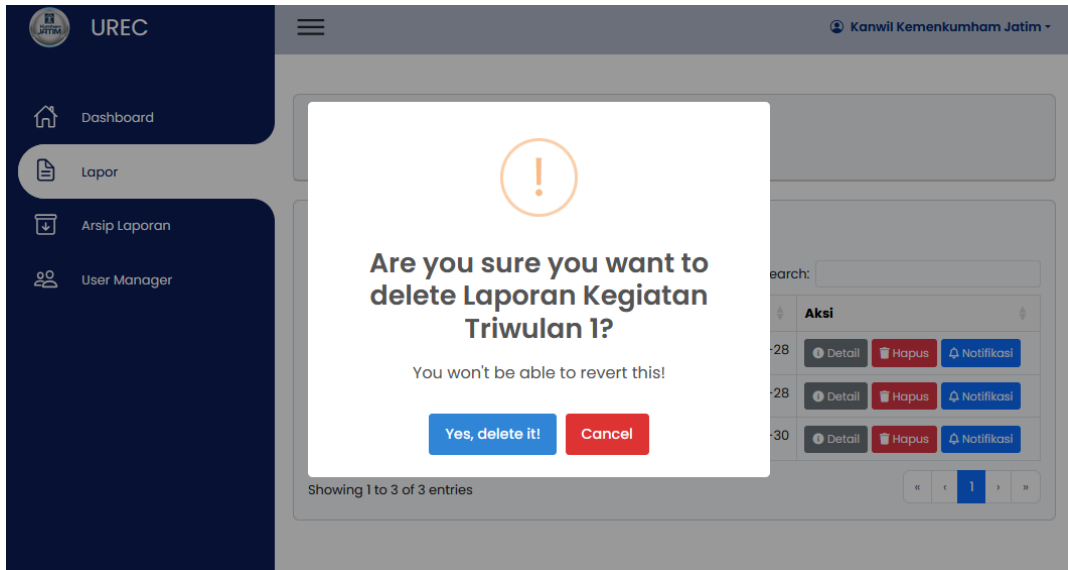 UREC
Kanwil Kemenkumham Jatim
Dashboard
Lapor
Arsip Laporan
User Manager
!
Are you sure you want to
delete Laporan Kegiatan
Triwulan 1?
You won't be able to revert this!
Yes, delete it!
Cancel
earch:
Aksi
-28
Detail
Hapus
Notifikasi
-28
Detail
Hapus
Notifikasi
-30
Detail
Hapus
Notifikasi
Showing 1 to 3 of 3 entries
« ‹ 1 › »